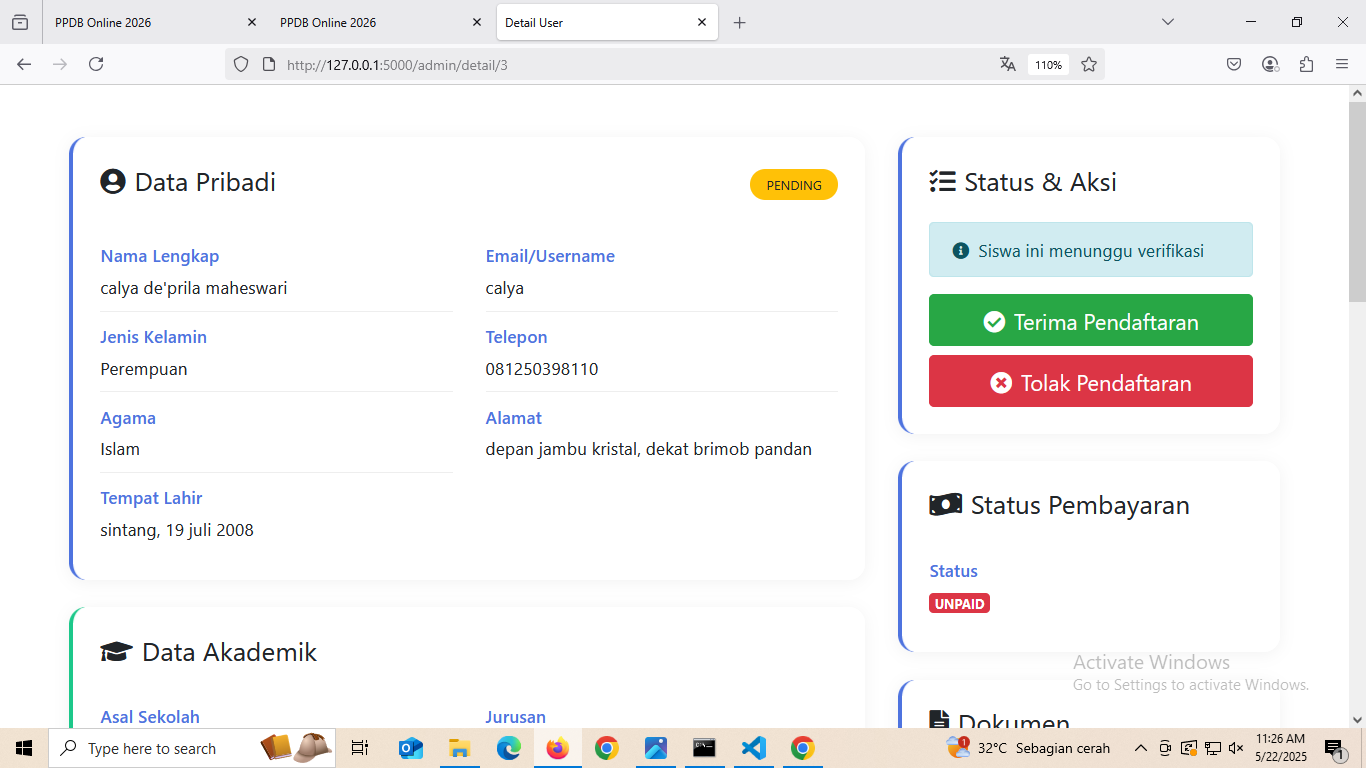 PPDB Online 2026
PPDB Online 2026
Detail User
http://127.0.0.1:5000/admin/detail/3
110%
Data Pribadi
PENDING
Nama Lengkap
calya de'prila maheswari
Email/Username
calya
Jenis Kelamin
Perempuan
Telepon
081250398110
Agama
Islam
Alamat
depan jambu kristal, dekat brimob pandan
Tempat Lahir
sintang, 19 juli 2008
Data Akademik
Asal Sekolah
Jurusan
Status & Aksi
Siswa ini menunggu verifikasi
Terima Pendaftaran
Tolak Pendaftaran
Status Pembayaran
Status
UNPAID
Dokumen
Activate Windows
Go to Settings to activate Windows.
Type here to search
1
32°C Sebagian cerah
11:26 AM
5/22/2025
1